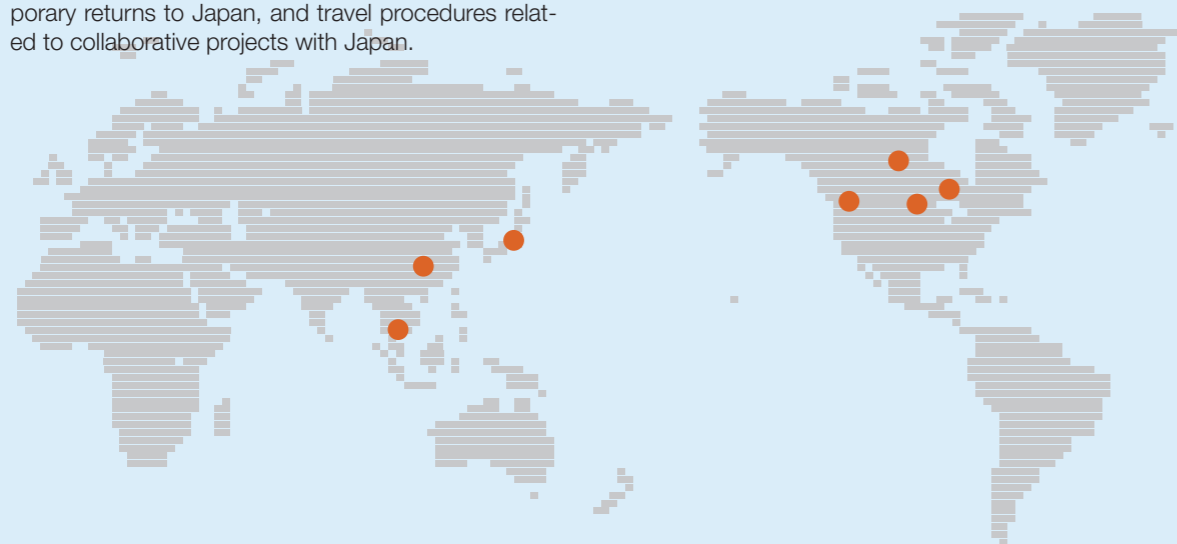 porary returns to Japan, and travel procedures relat-
ed to collaborative projects with Japan.